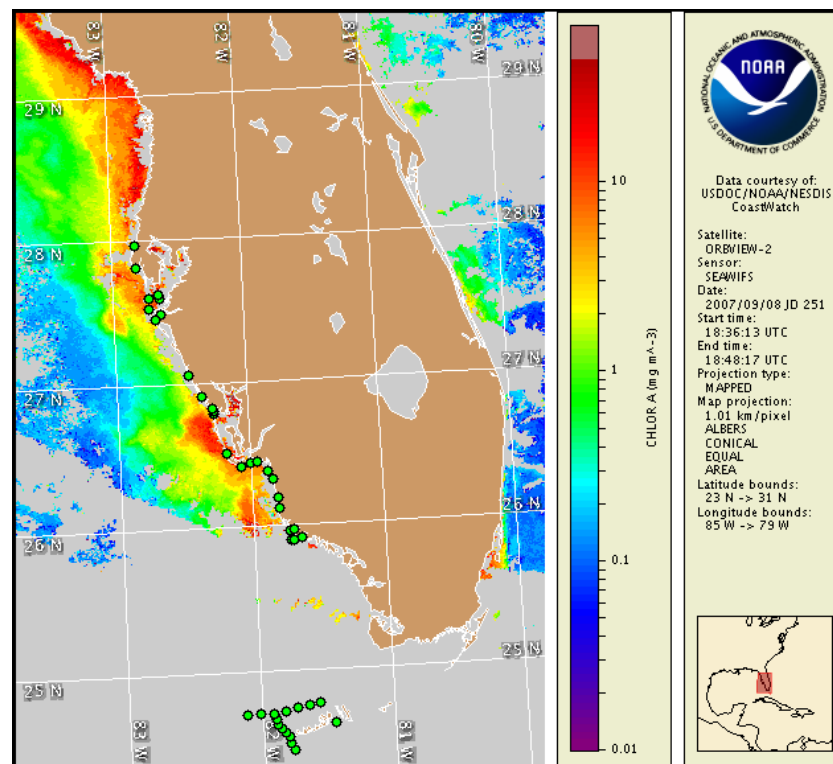 83 W
82 W
81 W
80 W
29 N
29 N
28 N
28 N
27 N
27 N
26 N
26 N
25 N
25 N
83 W
82 W
81 W
10
1
0.1
0.01
CHLOR A (mg m^-3)
NATIONAL OCEANIC AND ATMOSPHERIC ADMINISTRATION
NOAA
U.S. DEPARTMENT OF COMMERCE
Data courtesy of:
USDOC/NOAA/NESDIS
CoastWatch
Satellite:
ORBVIEW-2
Sensor:
SEAWIFS
Date:
2007/09/08 JD 251
Start time:
18:36:13 UTC
End time:
18:48:17 UTC
Projection type:
MAPPED
Map projection:
1.01 km/pixel
ALBERS
CONICAL
EQUAL
AREA
Latitude bounds:
23 N -> 31 N
Longitude bounds:
85 W -> 79 W